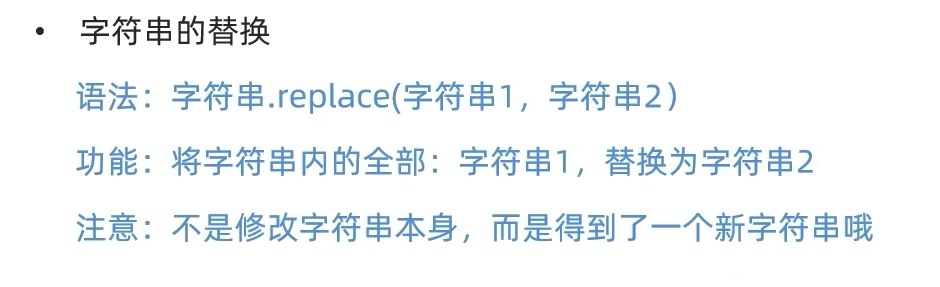 • 字符串的替换
语法：字符串.replace(字符串1，字符串2）
功能：将字符串内的全部：字符串1，替换为字符串2
注意：不是修改字符串本身，而是得到了一个新字符串哦